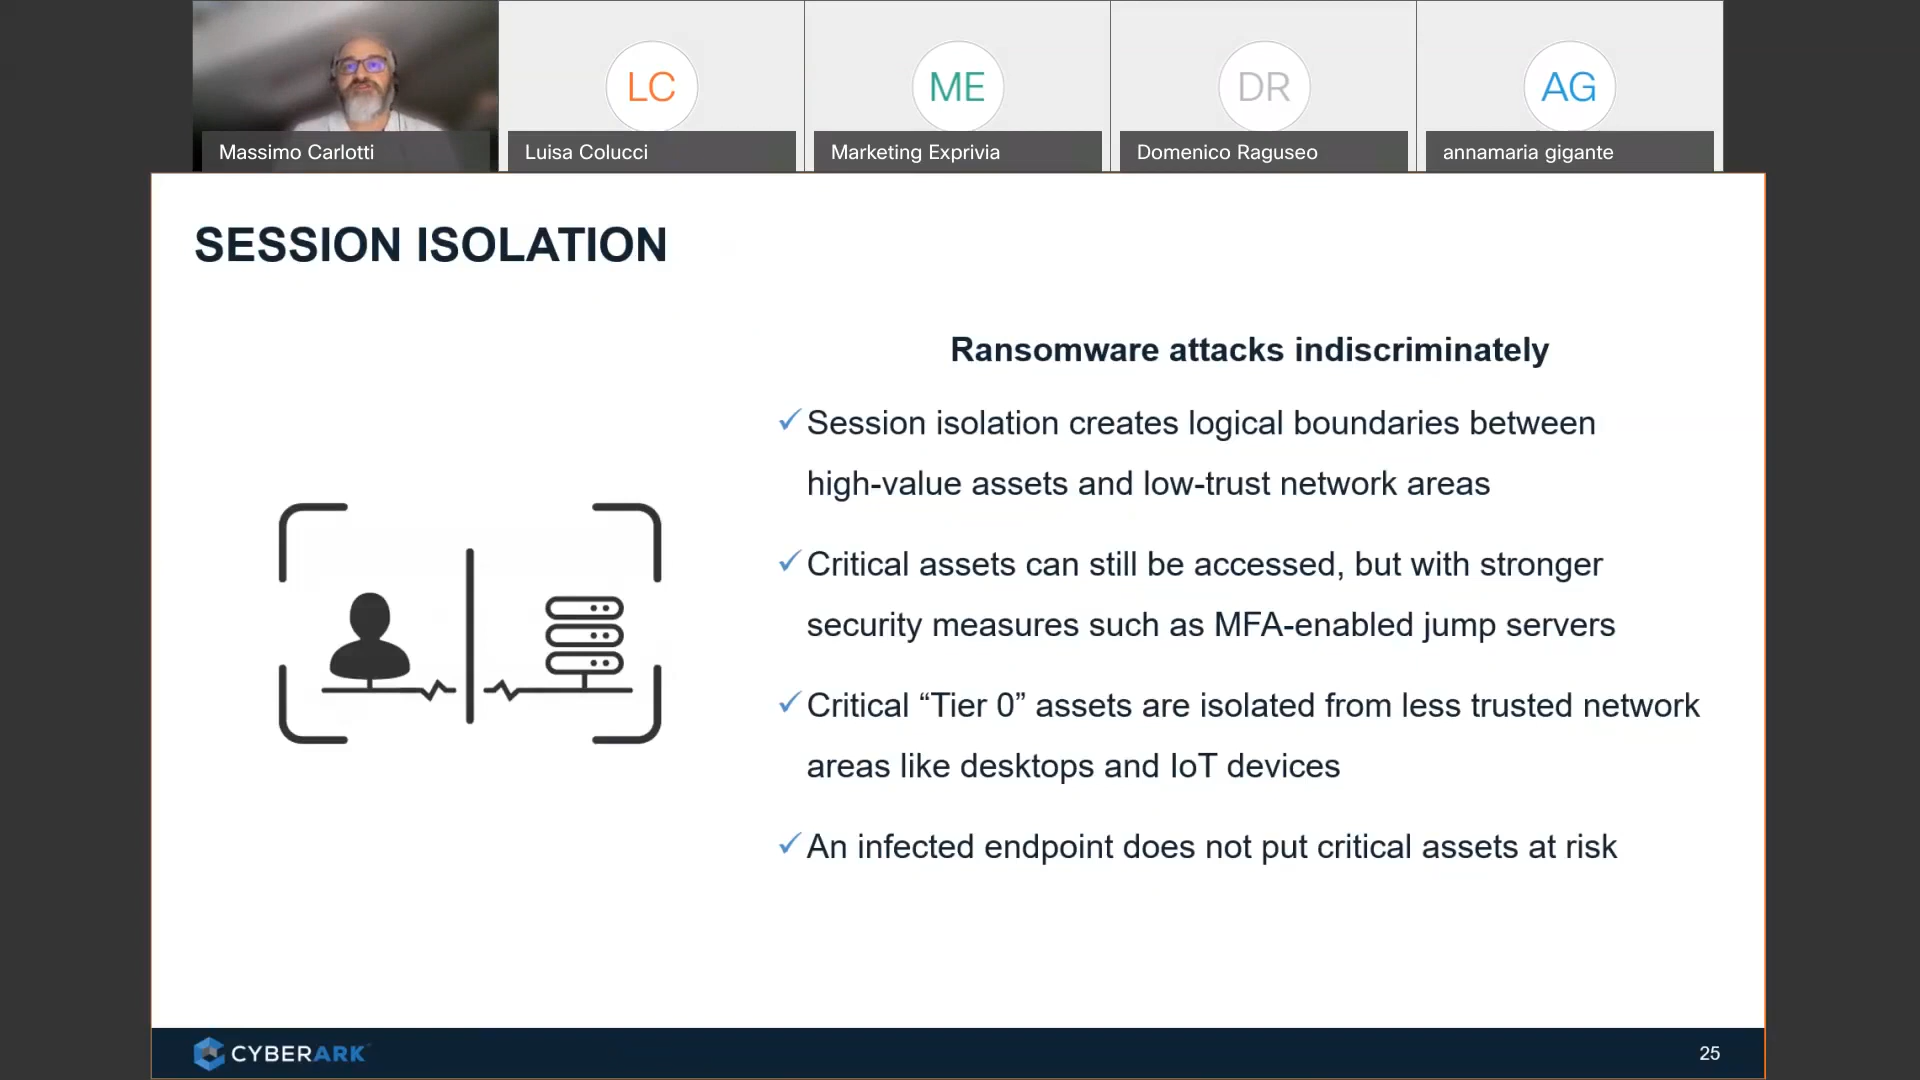 LC
ME
DR
AG
Massimo Carlotti
Luisa Colucci
Marketing Exprivia
Domenico Raguseo
annamaria gigante
SESSION ISOLATION
Ransomware attacks indiscriminately
✓ Session isolation creates logical boundaries between
high-value assets and low-trust network areas
✓ Critical assets can still be accessed, but with stronger
security measures such as MFA-enabled jump servers
✓ Critical “Tier 0” assets are isolated from less trusted network
areas like desktops and IoT devices
✓ An infected endpoint does not put critical assets at risk
CYBERARK
25